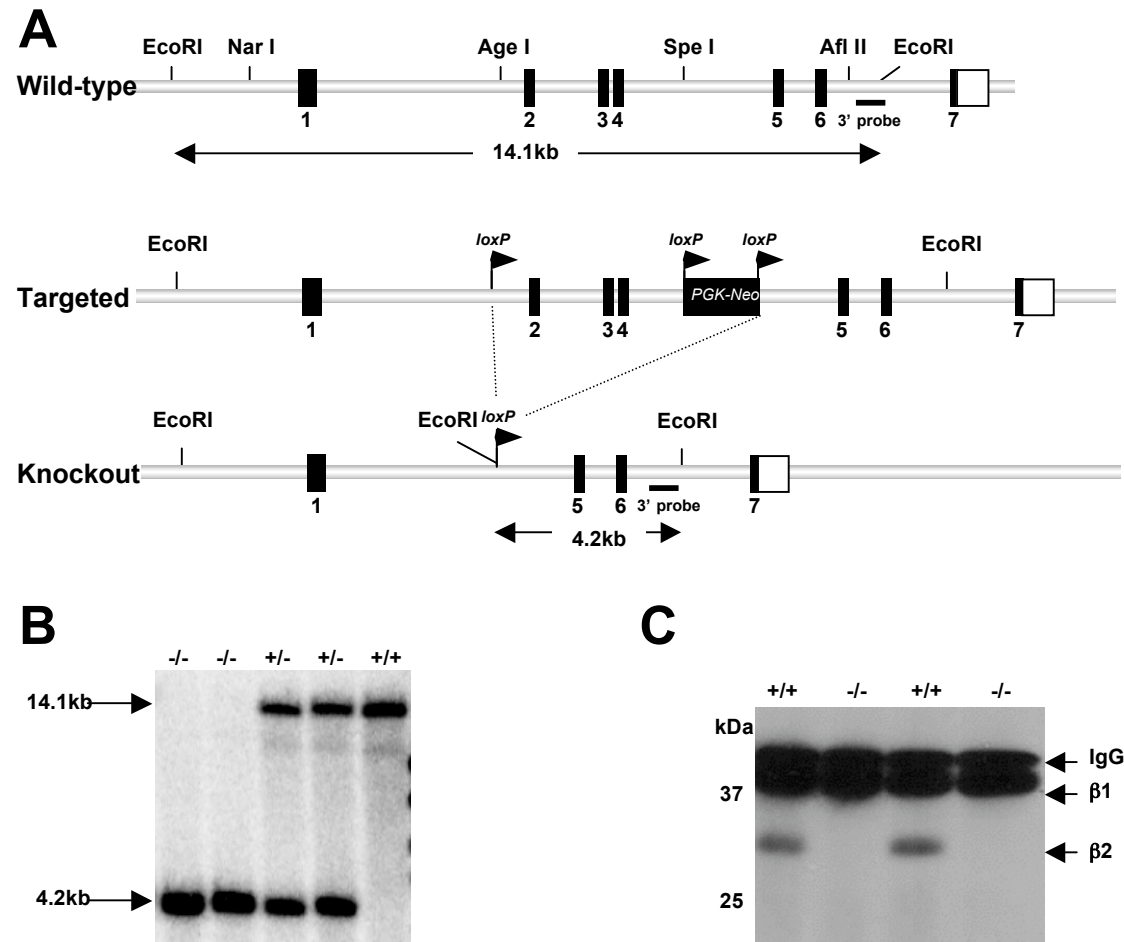 A
EcoRI Nar I Age I Spe I Afl II EcoRI
Wild-type
1 2 3 4 5 6 3’ probe 7
14.1kb
EcoRI loxP loxP loxP EcoRI
Targeted PGK-Neo
1 2 3 4 5 6 7
EcoRI EcoRI loxP EcoRI
Knockout
1 5 6 3’ probe 7
4.2kb
B
-/- -/- +/- +/- +/+
14.1kb
4.2kb
C
+/+ -/- +/+ -/-
kDa
IgG
37 β1
β2
25